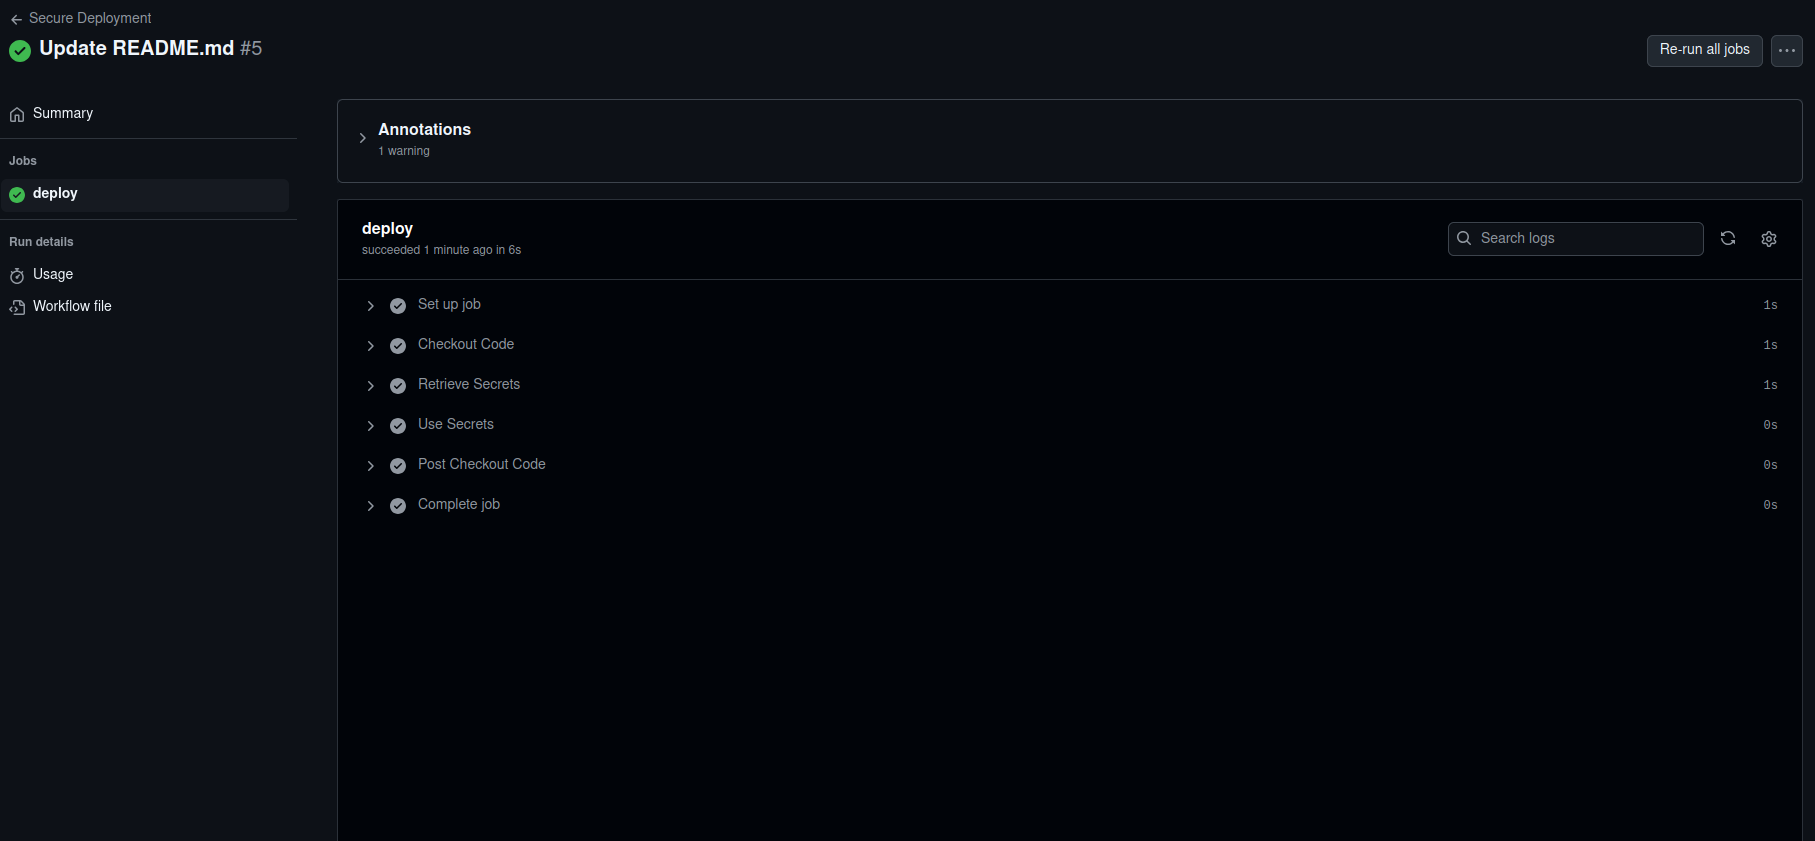 Secure Deployment
Update README.md #5
Re-run all jobs
Summary
Jobs
deploy
Run details
Usage
Workflow file
Annotations
1 warning
deploy
succeeded 1 minute ago in 6s
Search logs
Set up job 1s
Checkout Code 1s
Retrieve Secrets 1s
Use Secrets 0s
Post Checkout Code 0s
Complete job 0s